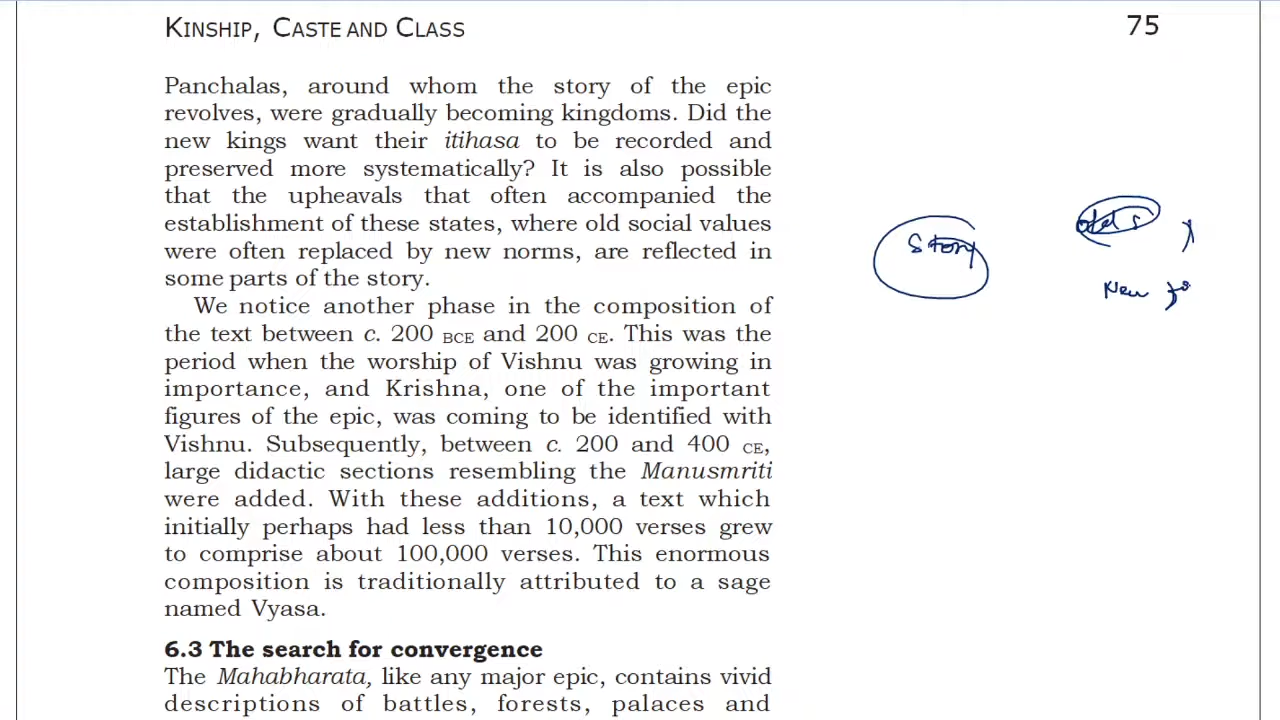 KINSHIP, CASTE AND CLASS 75
Panchalas, around whom the story of the epic
revolves, were gradually becoming kingdoms. Did the
new kings want their itihasa to be recorded and
preserved more systematically? It is also possible
that the upheavals that often accompanied the
establishment of these states, where old social values
were often replaced by new norms, are reflected in
some parts of the story.
We notice another phase in the composition of
the text between c. 200 BCE and 200 CE. This was the
period when the worship of Vishnu was growing in
importance, and Krishna, one of the important
figures of the epic, was coming to be identified with
Vishnu. Subsequently, between c. 200 and 400 CE,
large didactic sections resembling the Manusmriti
were added. With these additions, a text which
initially perhaps had less than 10,000 verses grew
to comprise about 100,000 verses. This enormous
composition is traditionally attributed to a sage
named Vyasa.
6.3 The search for convergence
The Mahabharata, like any major epic, contains vivid
descriptions of battles, forests, palaces and
Story
old s
New